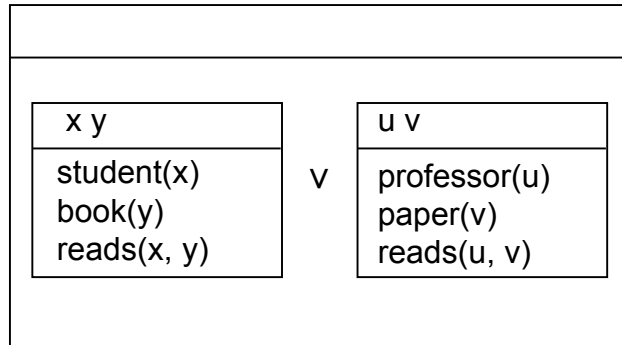 x y
student(x)
book(y)
reads(x, y)
∨
u v
professor(u)
paper(v)
reads(u, v)